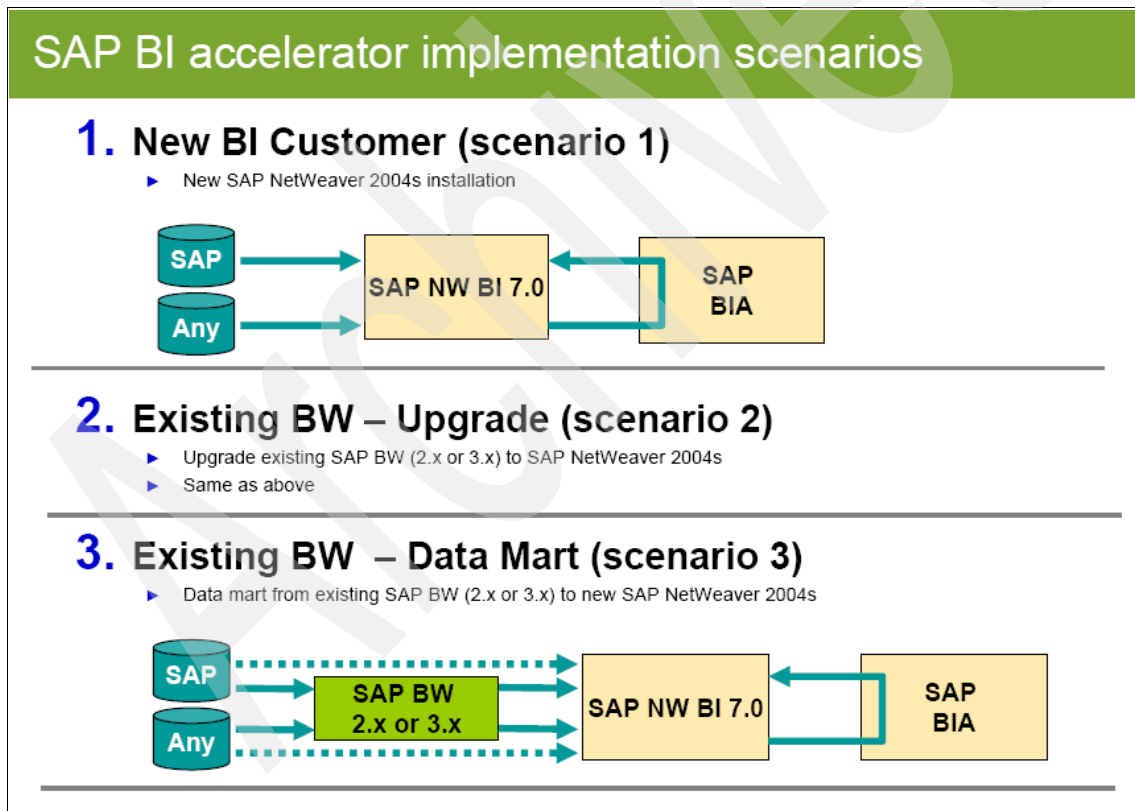 SAP BI accelerator implementation scenarios
1. New BI Customer (scenario 1)
► New SAP NetWeaver 2004s installation
SAP
Any
SAP NW BI 7.0
SAP
BIA
2. Existing BW – Upgrade (scenario 2)
► Upgrade existing SAP BW (2.x or 3.x) to SAP NetWeaver 2004s
► Same as above
3. Existing BW – Data Mart (scenario 3)
► Data mart from existing SAP BW (2.x or 3.x) to new SAP NetWeaver 2004s
SAP
Any
SAP BW
2.x or 3.x
SAP NW BI 7.0
SAP
BIA